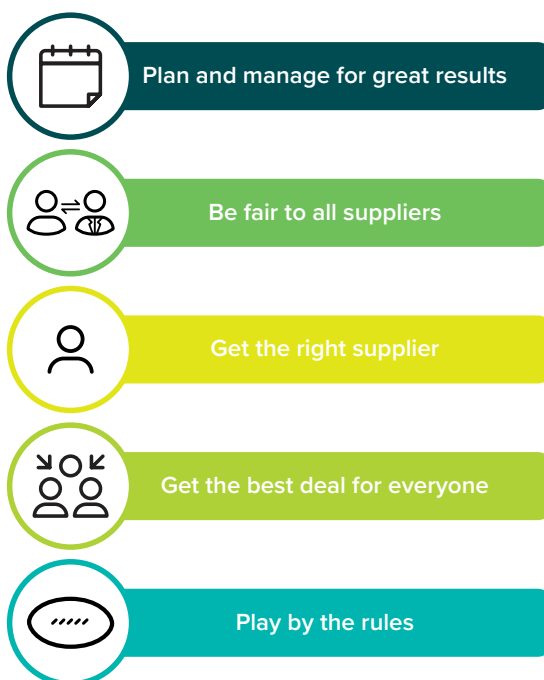 Plan and manage for great results
Be fair to all suppliers
Get the right supplier
Get the best deal for everyone
Play by the rules